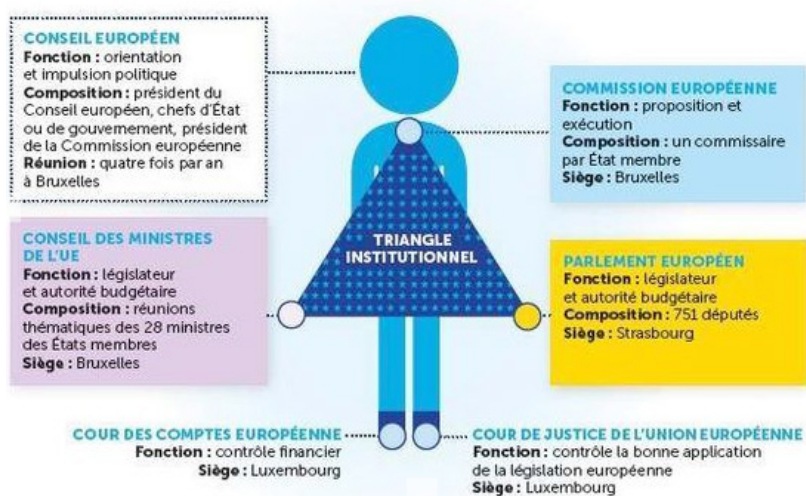 CONSEIL EUROPÉEN
Fonction : orientation
et impulsion politique
Composition : président du
Conseil européen, chefs d'État
ou de gouvernement, président
de la Commission européenne
Réunion : quatre fois par an
à Bruxelles
COMMISSION EUROPÉENNE
Fonction : proposition et
exécution
Composition : un commissaire
par État membre
Siège : Bruxelles
TRIANGLE
INSTITUTIONNEL
CONSEIL DES MINISTRES
DE L'UE
Fonction : législateur
et autorité budgétaire
Composition : réunions
thématiques des 28 ministres
des États membres
Siège : Bruxelles
PARLEMENT EUROPÉEN
Fonction : législateur
et autorité budgétaire
Composition : 751 députés
Siège : Strasbourg
COUR DES COMPTES EUROPÉENNE
Fonction : contrôle financier
Siège : Luxembourg
COUR DE JUSTICE DE L'UNION EUROPÉENNE
Fonction : contrôle la bonne application
de la législation européenne
Siège : Luxembourg